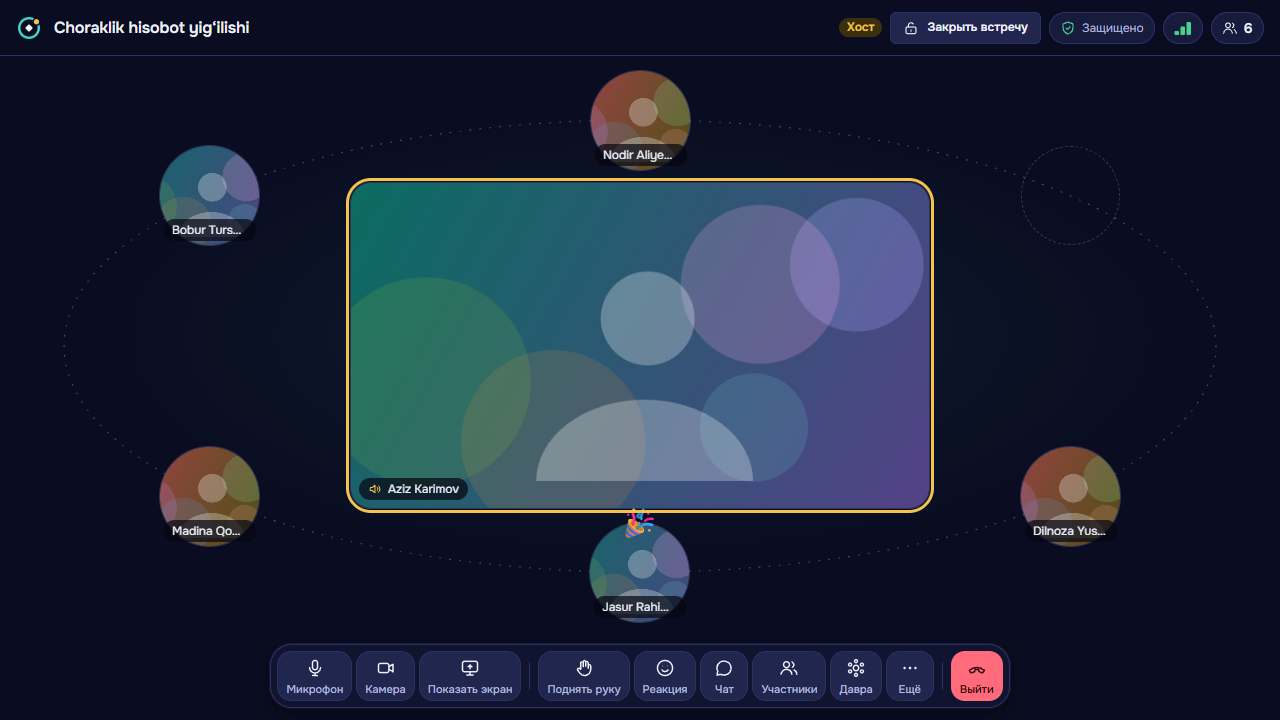 Choraklik hisobot yig‘ilishi
Хост
Закрыть встречу
Защищено
6
Nodir Aliye...
Bobur Turs...
Aziz Karimov
Madina Qo...
Dilnoza Yus...
Jasur Rahi...
Микрофон
Камера
Показать экран
Поднять руку
Реакция
Чат
Участники
Давра
Ещё
Выйти